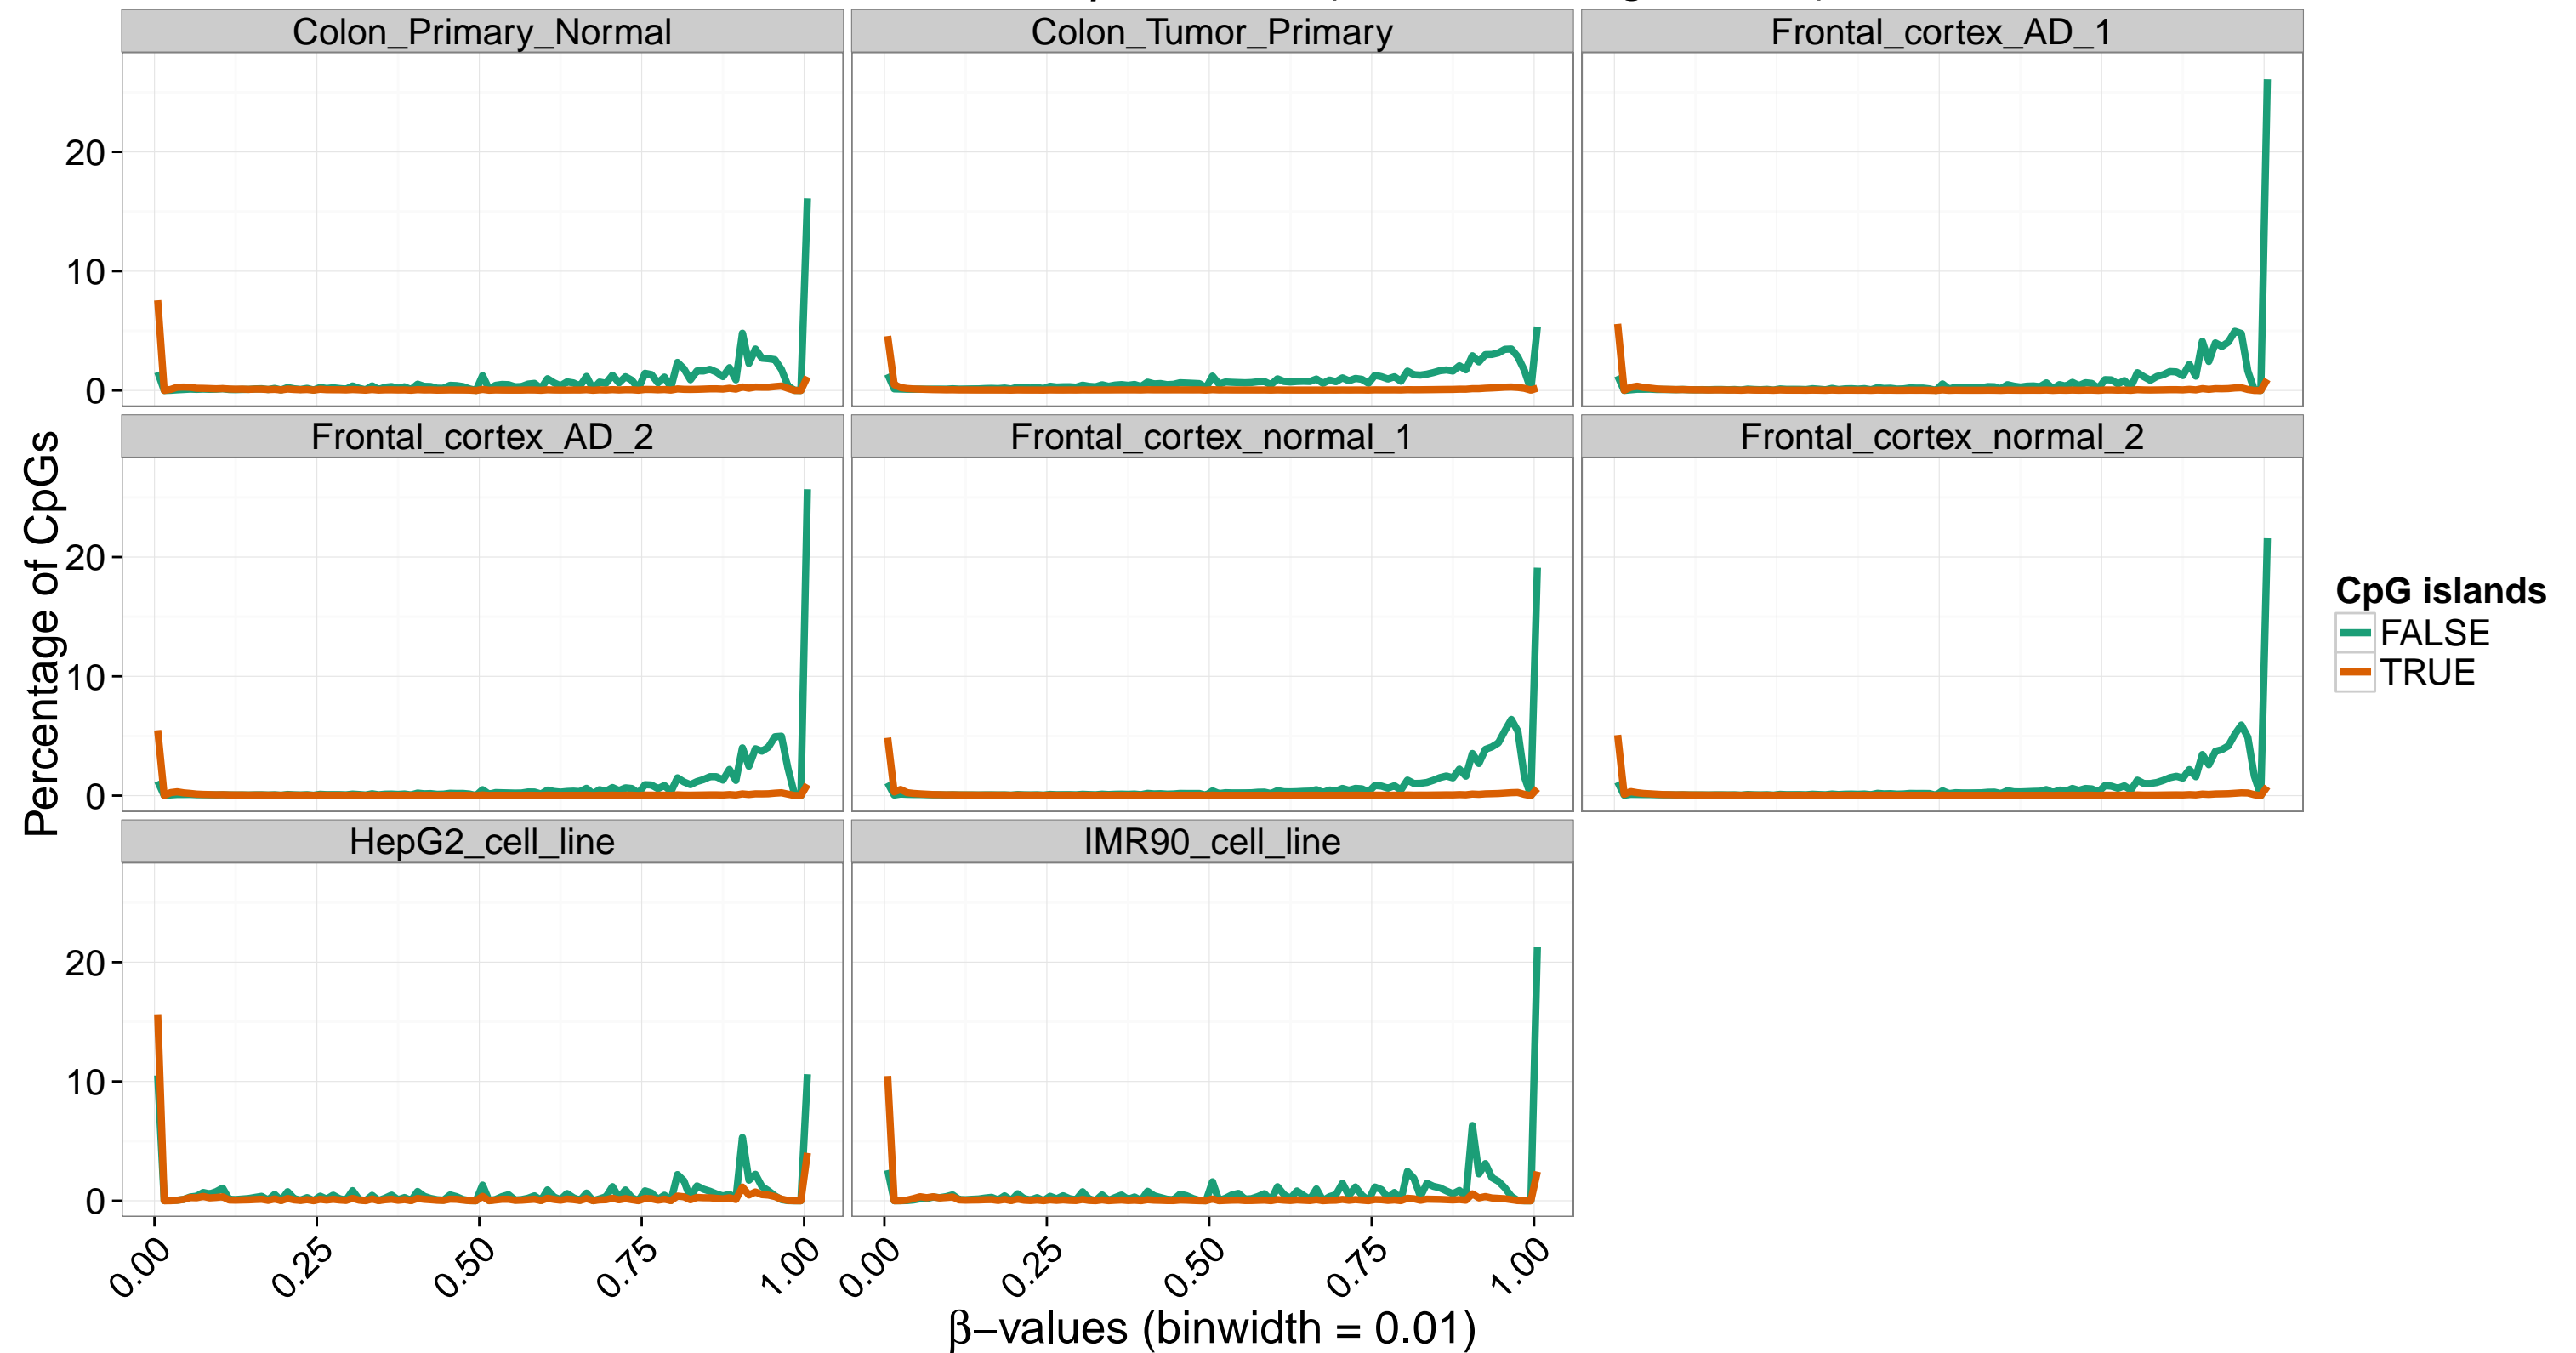 Colon_Primary_Normal
Colon_Tumor_Primary
Frontal_cortex_AD_1
20
10
0
Frontal_cortex_AD_2
Frontal_cortex_normal_1
Frontal_cortex_normal_2
20
10
0
HepG2_cell_line
IMR90_cell_line
20
10
0
0.00
0.25
0.50
0.75
1.00
0.00
0.25
0.50
0.75
1.00
Percentage of CpGs
β−values (binwidth = 0.01)
CpG islands
FALSE
TRUE